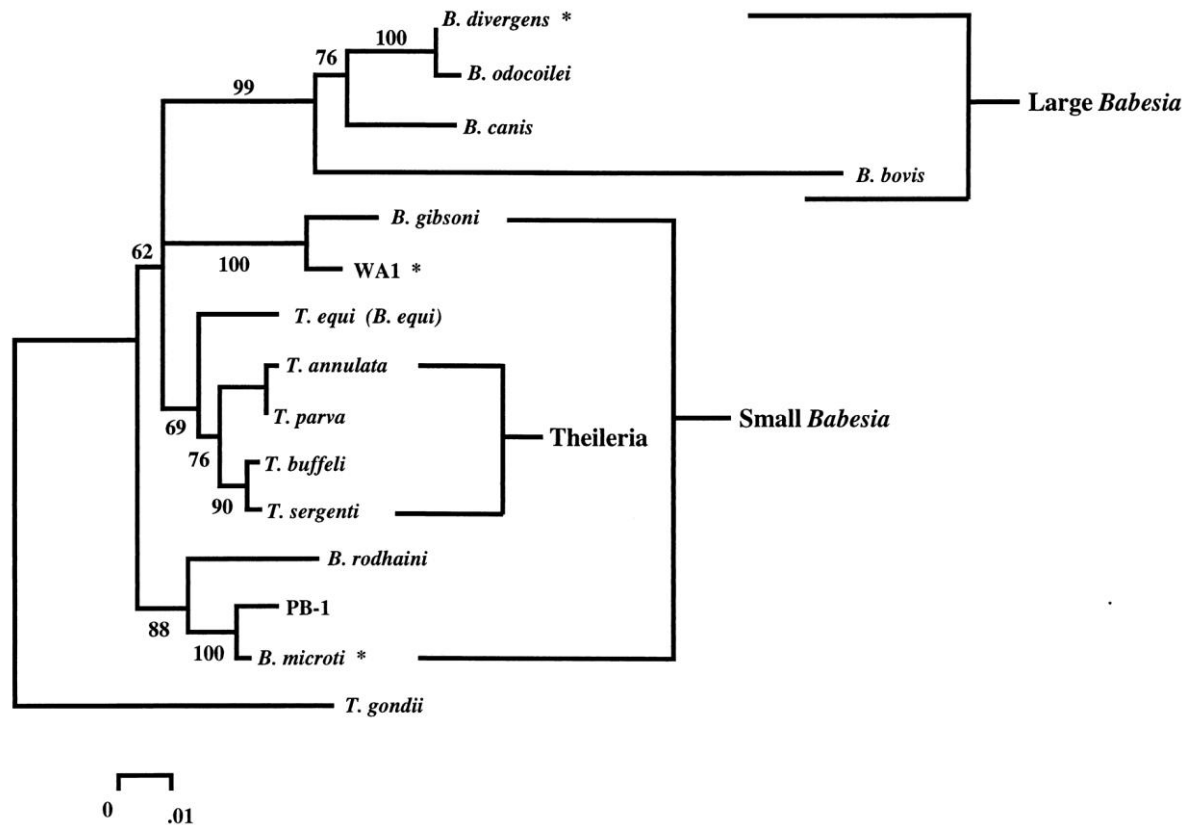 B. divergens *
100
76
B. odocoilei
99
Large Babesia
B. canis
B. bovis
B. gibsoni
62
100
WA1 *
T. equi (B. equi)
T. annulata
T. parva
Small Babesia
69
Theileria
76
T. buffeli
90
T. sergenti
B. rodhaini
PB-1
88
100
B. microti *
T. gondii
0 .01